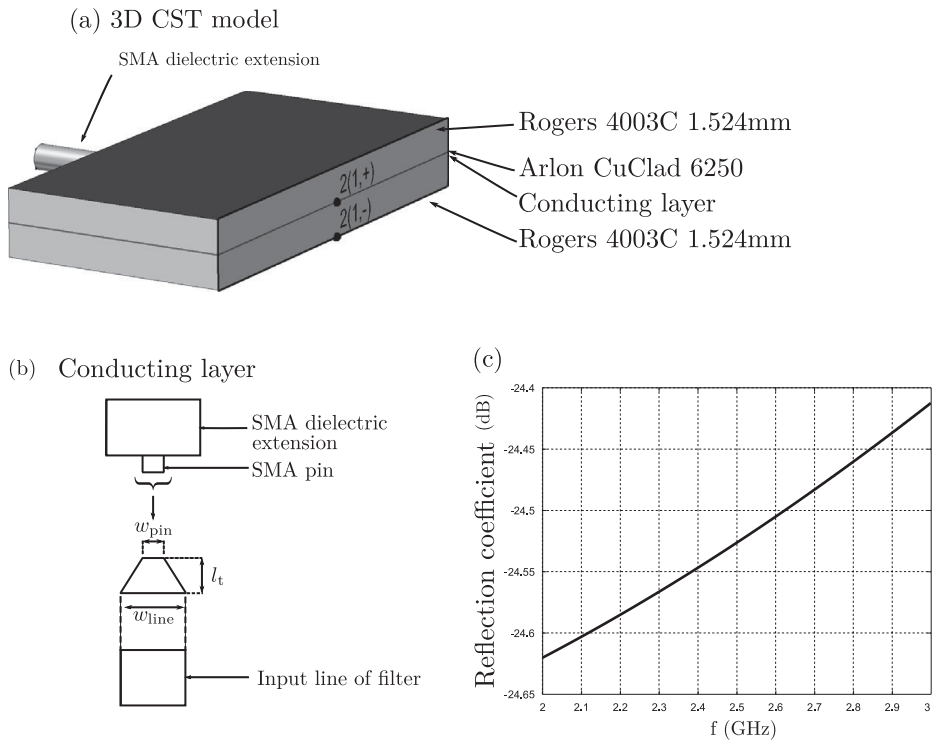 (a) 3D CST model
SMA dielectric extension
Rogers 4003C 1.524mm
Arlon CuClad 6250
Conducting layer
Rogers 4003C 1.524mm
2(1,+)
2(1,-)
(b) Conducting layer
SMA dielectric
extension
SMA pin
wpin
lt
wline
Input line of filter
(c)
Reflection coefficient (dB)
-24.4
-24.45
-24.5
-24.55
-24.6
-24.65
2 2.1 2.2 2.3 2.4 2.5 2.6 2.7 2.8 2.9 3
f (GHz)